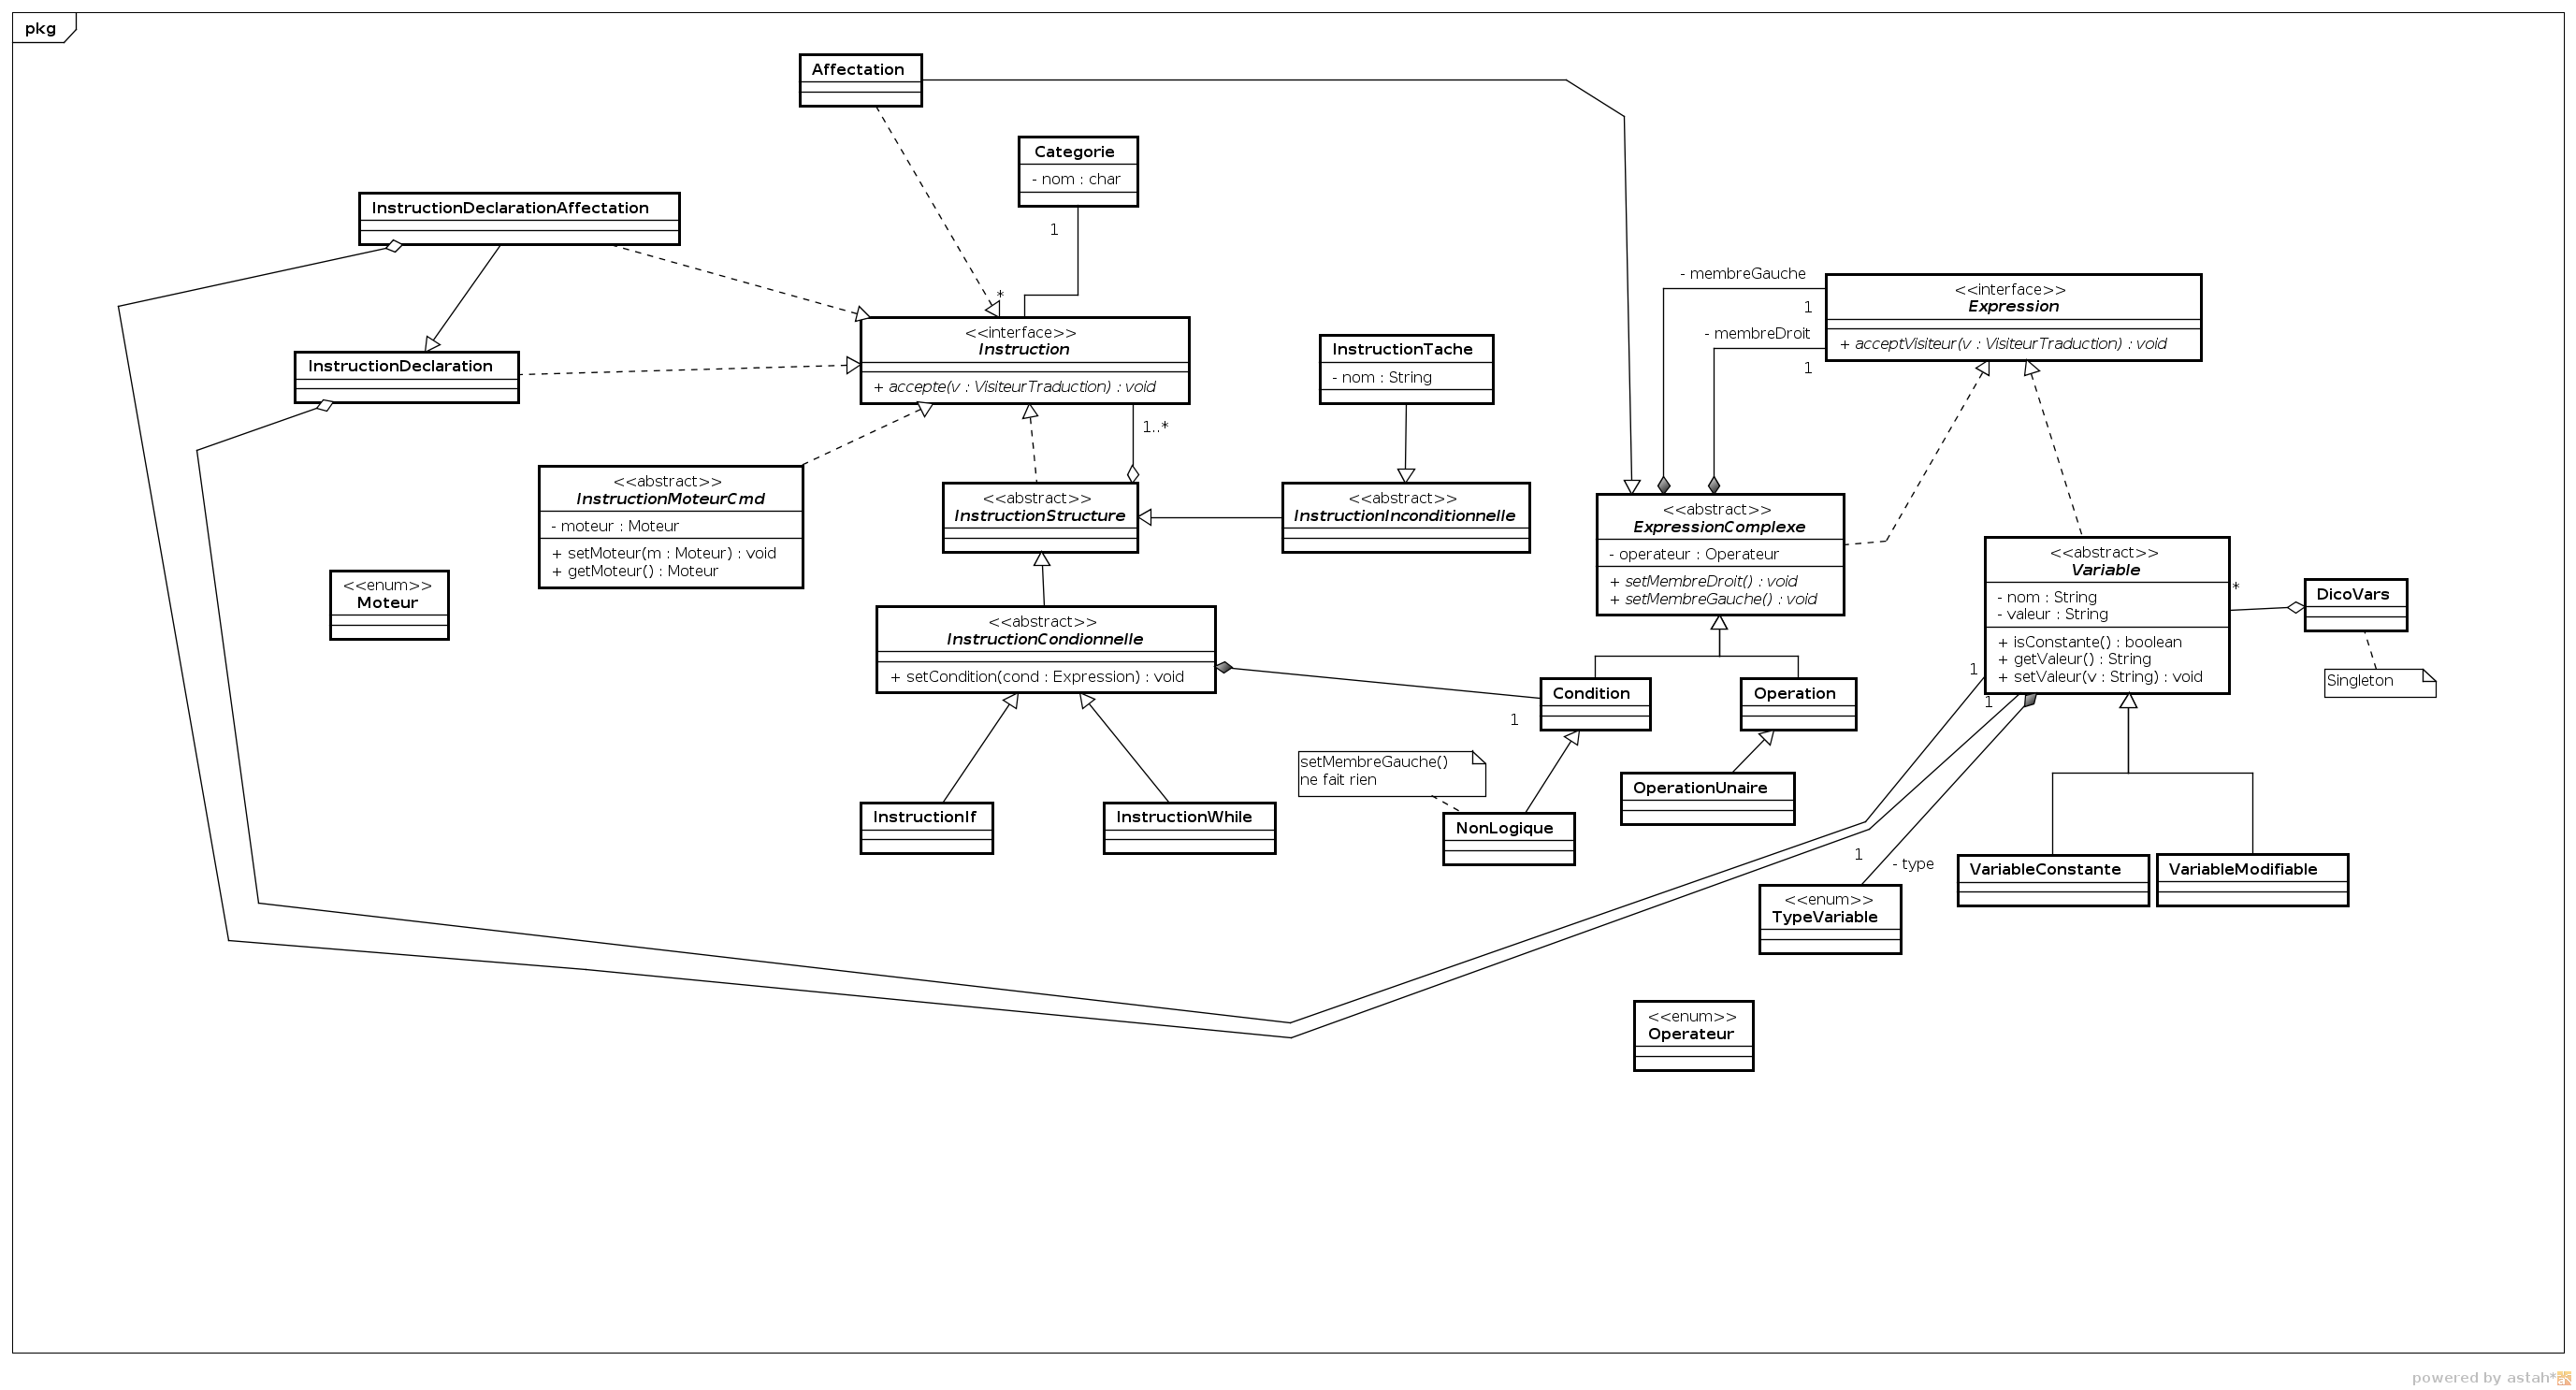 pkg
Affectation
Categorie
- nom : char
1
*
InstructionDeclarationAffectation
<<interface>>
Instruction
+ accepte(v : VisiteurTraduction) : void
InstructionDeclaration
InstructionTache
- nom : String
- membreGauche
1
- membreDroit
1
<<interface>>
Expression
+ acceptVisiteur(v : VisiteurTraduction) : void
1..*
<<abstract>>
InstructionMoteurCmd
- moteur : Moteur
+ setMoteur(m : Moteur) : void
+ getMoteur() : Moteur
<<abstract>>
InstructionStructure
<<abstract>>
InstructionInconditionnelle
<<abstract>>
ExpressionComplexe
- operateur : Operateur
+ setMembreDroit() : void
+ setMembreGauche() : void
<<abstract>>
Variable
- nom : String
- valeur : String
+ isConstante() : boolean
+ getValeur() : String
+ setValeur(v : String) : void
*
DicoVars
Singleton
<<enum>>
Moteur
<<abstract>>
InstructionCondionnelle
+ setCondition(cond : Expression) : void
Condition
1
Operation
1
1
setMembreGauche()
ne fait rien
OperationUnaire
InstructionIf
InstructionWhile
NonLogique
1
- type
VariableConstante
VariableModifiable
<<enum>>
TypeVariable
<<enum>>
Operateur
powered by astah*